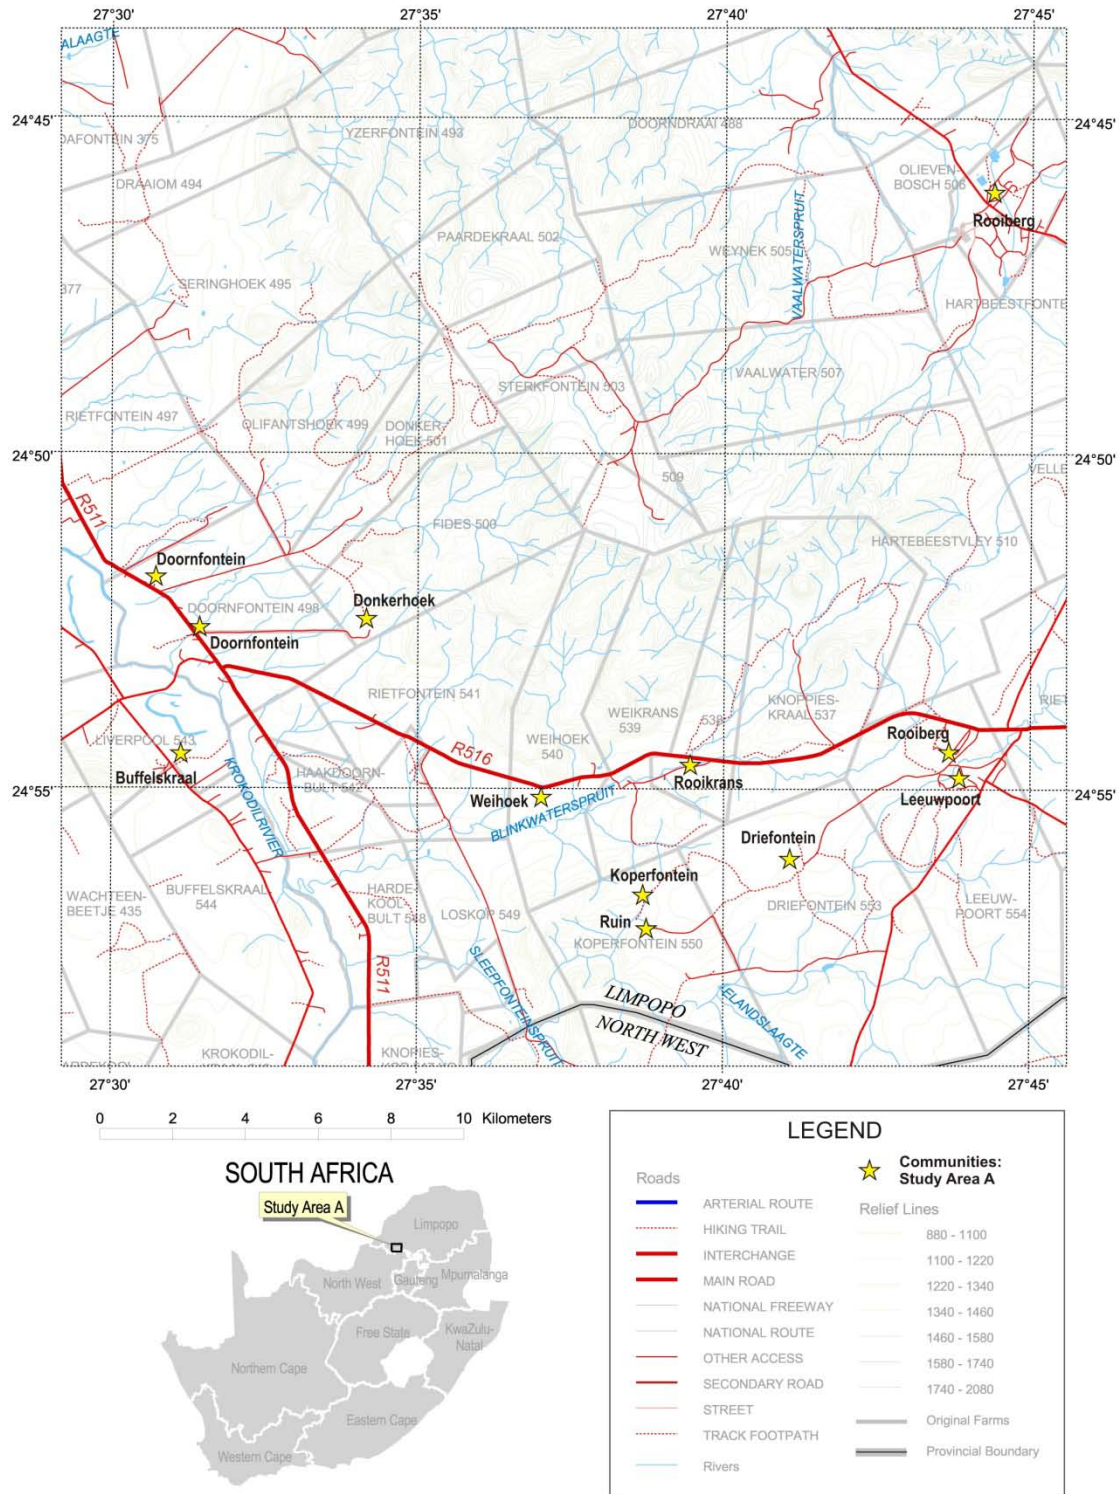 27°30' 27°35' 27°40' 27°45'
ALAAGTE
24°45' 24°45'
YZERFONTEIN 493
DOORNDRAAI 488
DAFONTEIN 375
DRAAIOM 494
OLIEVEN-
BOSCH 506
Rooiberg
PAARDEKRAAL 502
WEYNEK 505
VAALWATERSPRUIT
377
SERINGHOEK 495
HARTBEESTFONTE
STERKFONTEIN 503
VAALWATER 507
RIETFONTEIN 497
OLIFANTSHOEK 499
DONKER-
HOEK 501
24°50' 24°50'
509
VELLE
R511
FIDES 500
HARTEBEESTVLEY 510
Doornfontein
Donkerhoek
DOORNFONTEIN 498
Doornfontein
RIETFONTEIN 541
KNOPPIES-
KRAAL 537
RIET
WEIKRANS
539
538
WEIHOEK
540
Rooiberg
LIVERPOOL 543
R516
Buffelskraal
KROKODILRIVIER
HAAKDOORN-
BULT 542
Rooikrans
24°55' 24°55'
Weihoek
Leeuwpoort
BLINKWATERSPRUIT
Driefontein
Koperfontein
WACHTEEN-
BEETJE 435
BUFFELSKRAAL
544
HARDE-
KOOL-
BULT 548
LOSKOP 549
DRIEFONTEIN 553
LEEUW-
POORT 554
Ruin
KOPERFONTEIN 550
SLEEPFONTEINSPRUIT
R511
LIMPOPO
NORTH WEST
ELANDSLAAGTE
KROKODIL-
KNOPIES-
27°30' 27°35' 27°40' 27°45'
0 2 4 6 8 10 Kilometers
SOUTH AFRICA
Study Area A
Limpopo
North West
Gauteng
Mpumalanga
Free State
KwaZulu-
Natal
Northern Cape
Eastern Cape
Western Cape
LEGEND
Roads
ARTERIAL ROUTE
HIKING TRAIL
INTERCHANGE
MAIN ROAD
NATIONAL FREEWAY
NATIONAL ROUTE
OTHER ACCESS
SECONDARY ROAD
STREET
TRACK FOOTPATH
Rivers
Communities:
Study Area A
Relief Lines
880 - 1100
1100 - 1220
1220 - 1340
1340 - 1460
1460 - 1580
1580 - 1740
1740 - 2080
Original Farms
Provincial Boundary